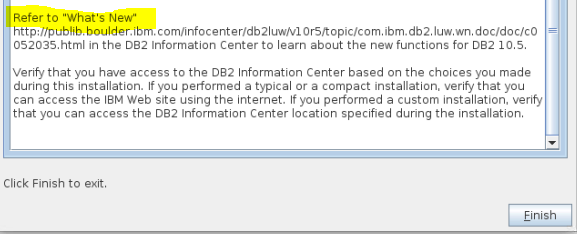 Refer to "What's New"
http://publib.boulder.ibm.com/infocenter/db2luw/v10r5/topic/com.ibm.db2.luw.wn.doc/doc/c0
052035.html in the DB2 Information Center to learn about the new functions for DB2 10.5.
Verify that you have access to the DB2 Information Center based on the choices you made
during this installation. If you performed a typical or a compact installation, verify that you
can access the IBM Web site using the internet. If you performed a custom installation, verify
that you can access the DB2 Information Center location specified during the installation.
Click Finish to exit.
Finish